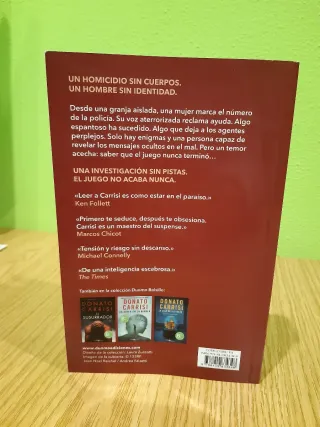 UN HOMICIDIO SIN CUERPOS.
UN HOMBRE SIN IDENTIDAD.
Desde una granja aislada, una mujer marca el número
de la policía. Su voz aterrorizada reclama ayuda. Algo
espantoso ha sucedido. Algo que deja a los agentes
perplejos. Solo hay enigmas y una persona capaz de
revelar los mensajes ocultos en el mal. Pero un temor
acecha: saber que el juego nunca terminó...
UNA INVESTIGACIÓN SIN PISTAS.
EL JUEGO NO ACABA NUNCA.
«Leer a Carrisi es como estar en el paraíso.»
Ken Follett
«Primero te seduce, después te obsesiona.
Carrisi es un maestro del suspense.»
Marcos Chicot
«Tensión y riesgo sin descanso.»
Michael Connelly
«De una inteligencia escabrosa.»
The Times
También en la colección Duomo Bolsillo:
DONATO
CARRISI
DONATO
CARRISI
DONATO
CARRISI
www.duomoediciones.com